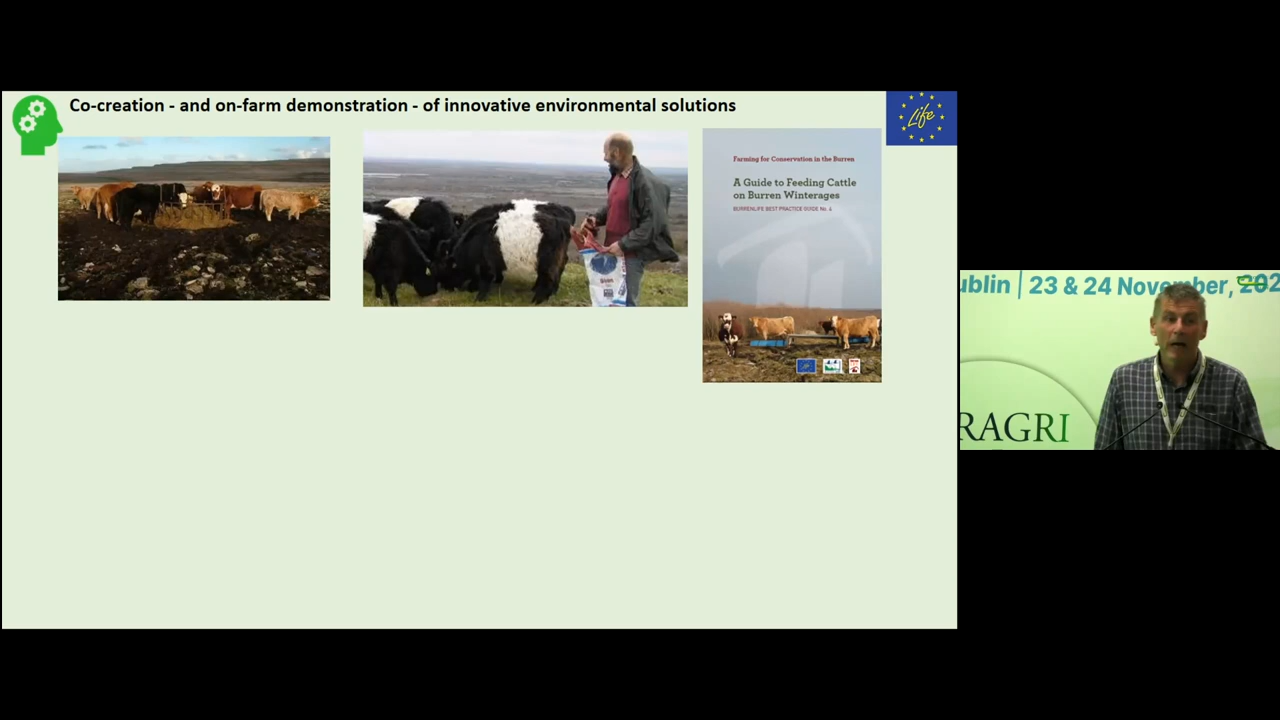 Co-creation - and on-farm demonstration - of innovative environmental solutions
Life
Farming for Conservation in the Burren
A Guide to Feeding Cattle
on Burren Winterages
BURRENLIFE BEST PRACTICE GUIDE No. 4
ublin | 23 & 24 November, 202
RAGRI